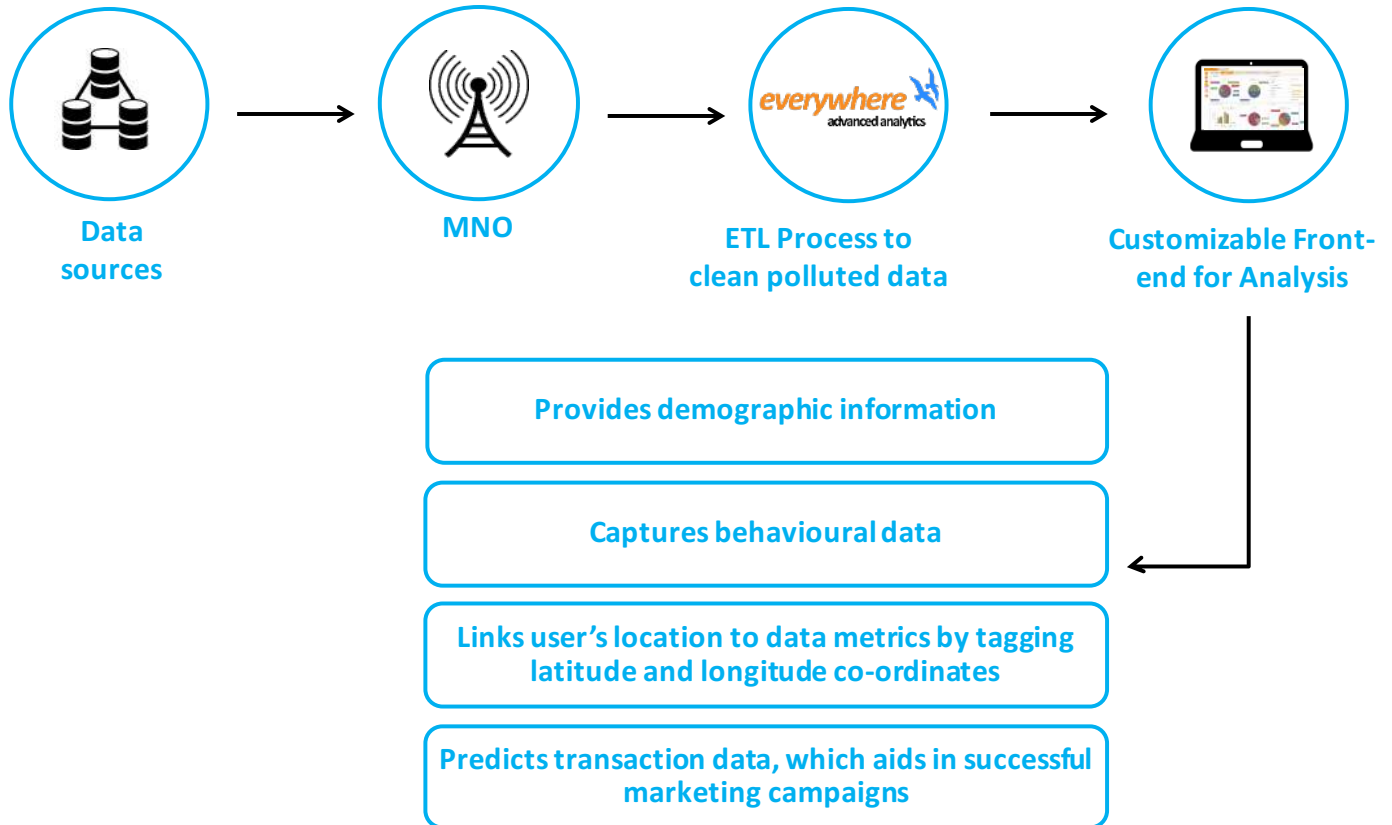 everywhere
advanced analytics
Data
sources
MNO
ETL Process to
clean polluted data
Customizable Front-
end for Analysis
Provides demographic information
Captures behavioural data
Links user’s location to data metrics by tagging
latitude and longitude co-ordinates
Predicts transaction data, which aids in successful
marketing campaigns